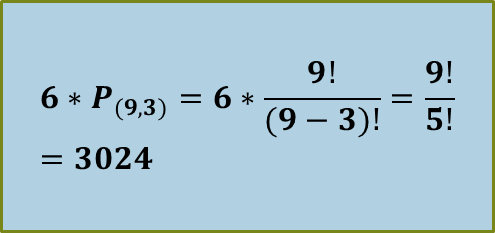 6 * P(9,3) = 6 * 9!/(9 − 3)! = 9!/5!
= 3024